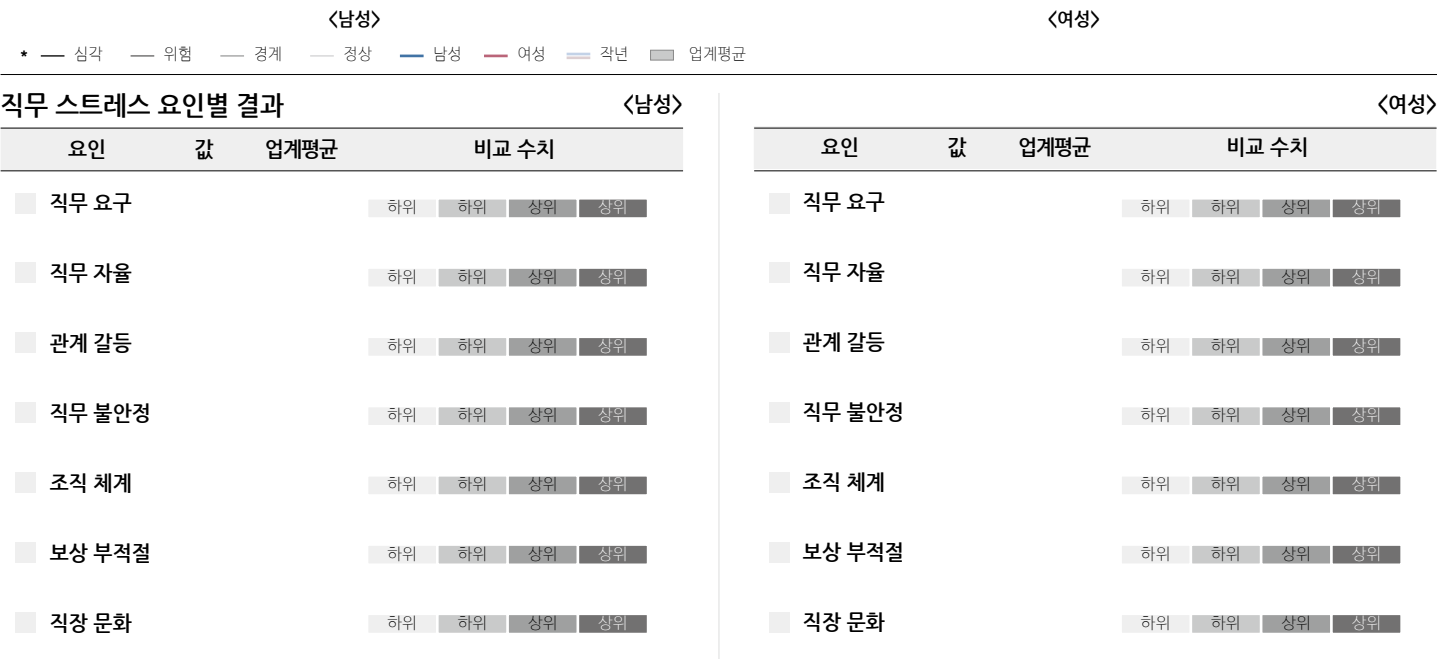 <남성> <여성>
* 심각 위험 경계 정상 남성 여성 작년 업계평균
직무 스트레스 요인별 결과 <남성>
요인 값 업계평균 비교 수치
직무 요구 하위 하위 상위 상위
직무 자율 하위 하위 상위 상위
관계 갈등 하위 하위 상위 상위
직무 불안정 하위 하위 상위 상위
조직 체계 하위 하위 상위 상위
보상 부적절 하위 하위 상위 상위
직장 문화 하위 하위 상위 상위
<여성>
요인 값 업계평균 비교 수치
직무 요구 하위 하위 상위 상위
직무 자율 하위 하위 상위 상위
관계 갈등 하위 하위 상위 상위
직무 불안정 하위 하위 상위 상위
조직 체계 하위 하위 상위 상위
보상 부적절 하위 하위 상위 상위
직장 문화 하위 하위 상위 상위